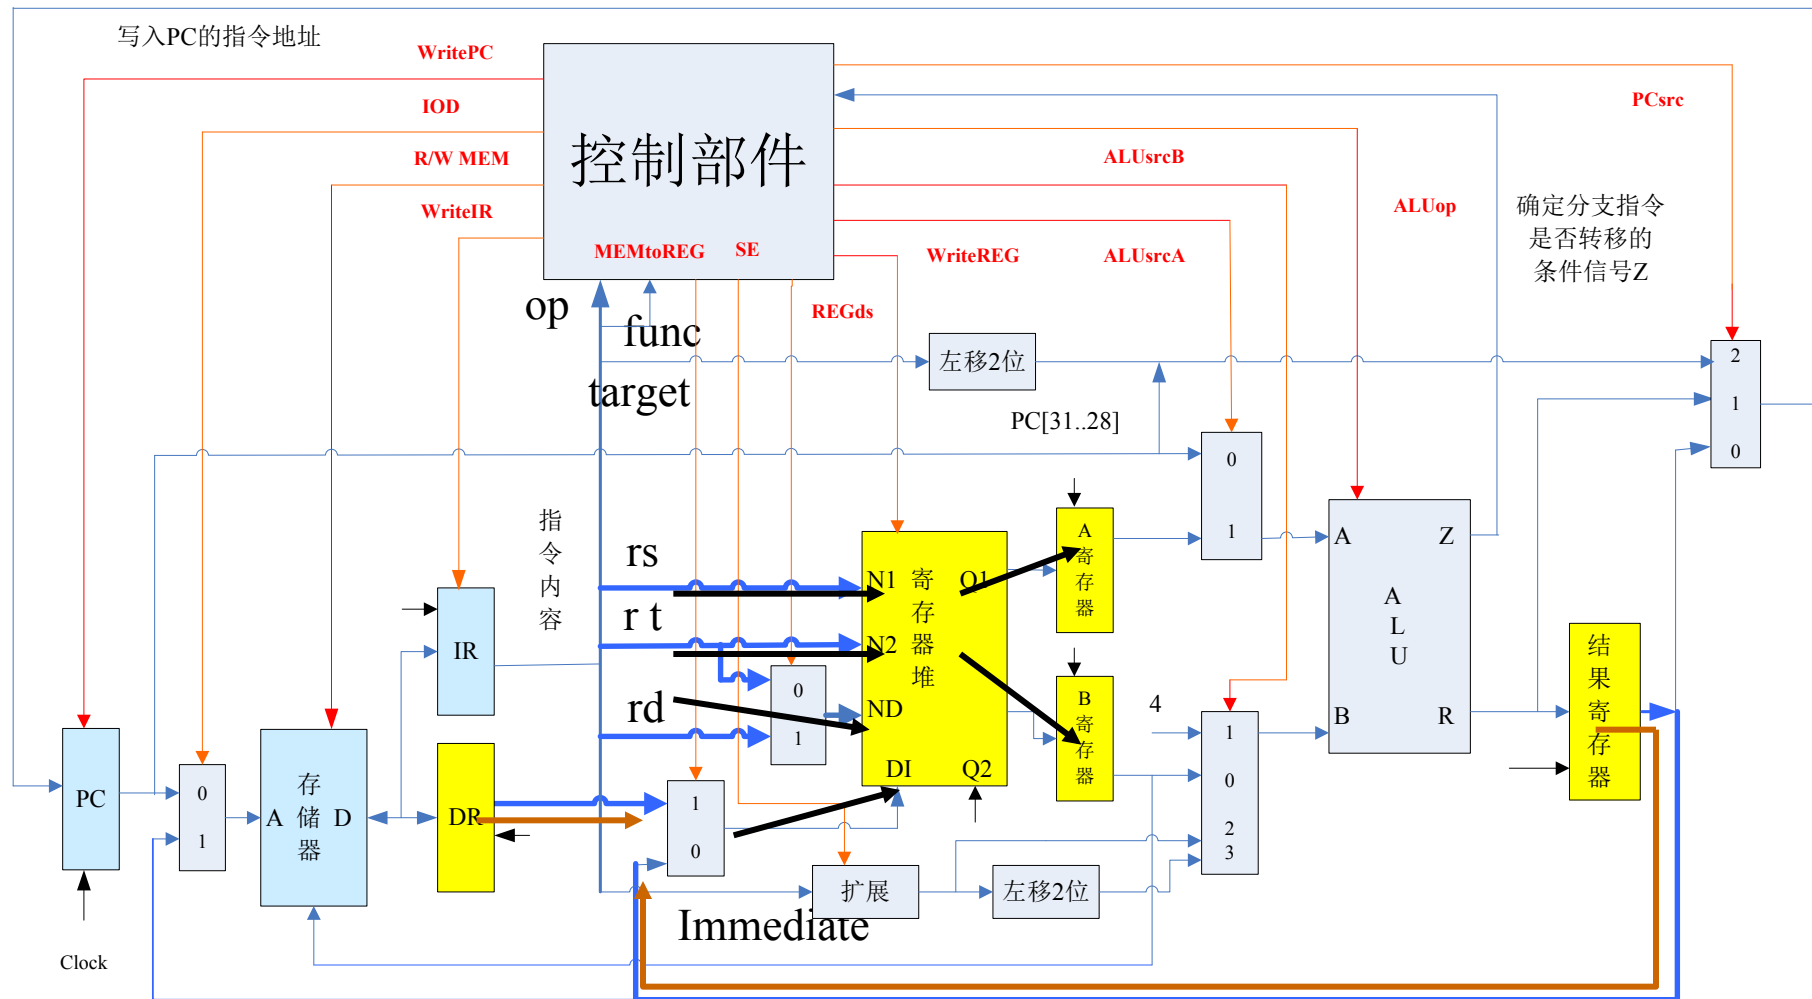 写入PC的指令地址
WritePC
IOD
R/W MEM
WriteIR
控制部件
MEMtoREG
SE
PCsrc
ALUsrcB
ALUop
确定分支指令
是否转移的
条件信号Z
WriteREG
ALUsrcA
REGds
op
func
target
左移2位
PC[31..28]
2
1
0
0
1
指
令
内
容
rs
r t
rd
IR
0
1
N1
N2
ND
DI
Q1
Q2
寄
存
器
堆
A
寄
存
器
B
寄
存
器
4
1
0
2
3
A
B
Z
R
A
L
U
结
果
寄
存
器
PC
0
1
A
存
储
器
D
DR
1
0
扩展
左移2位
Immediate
Clock